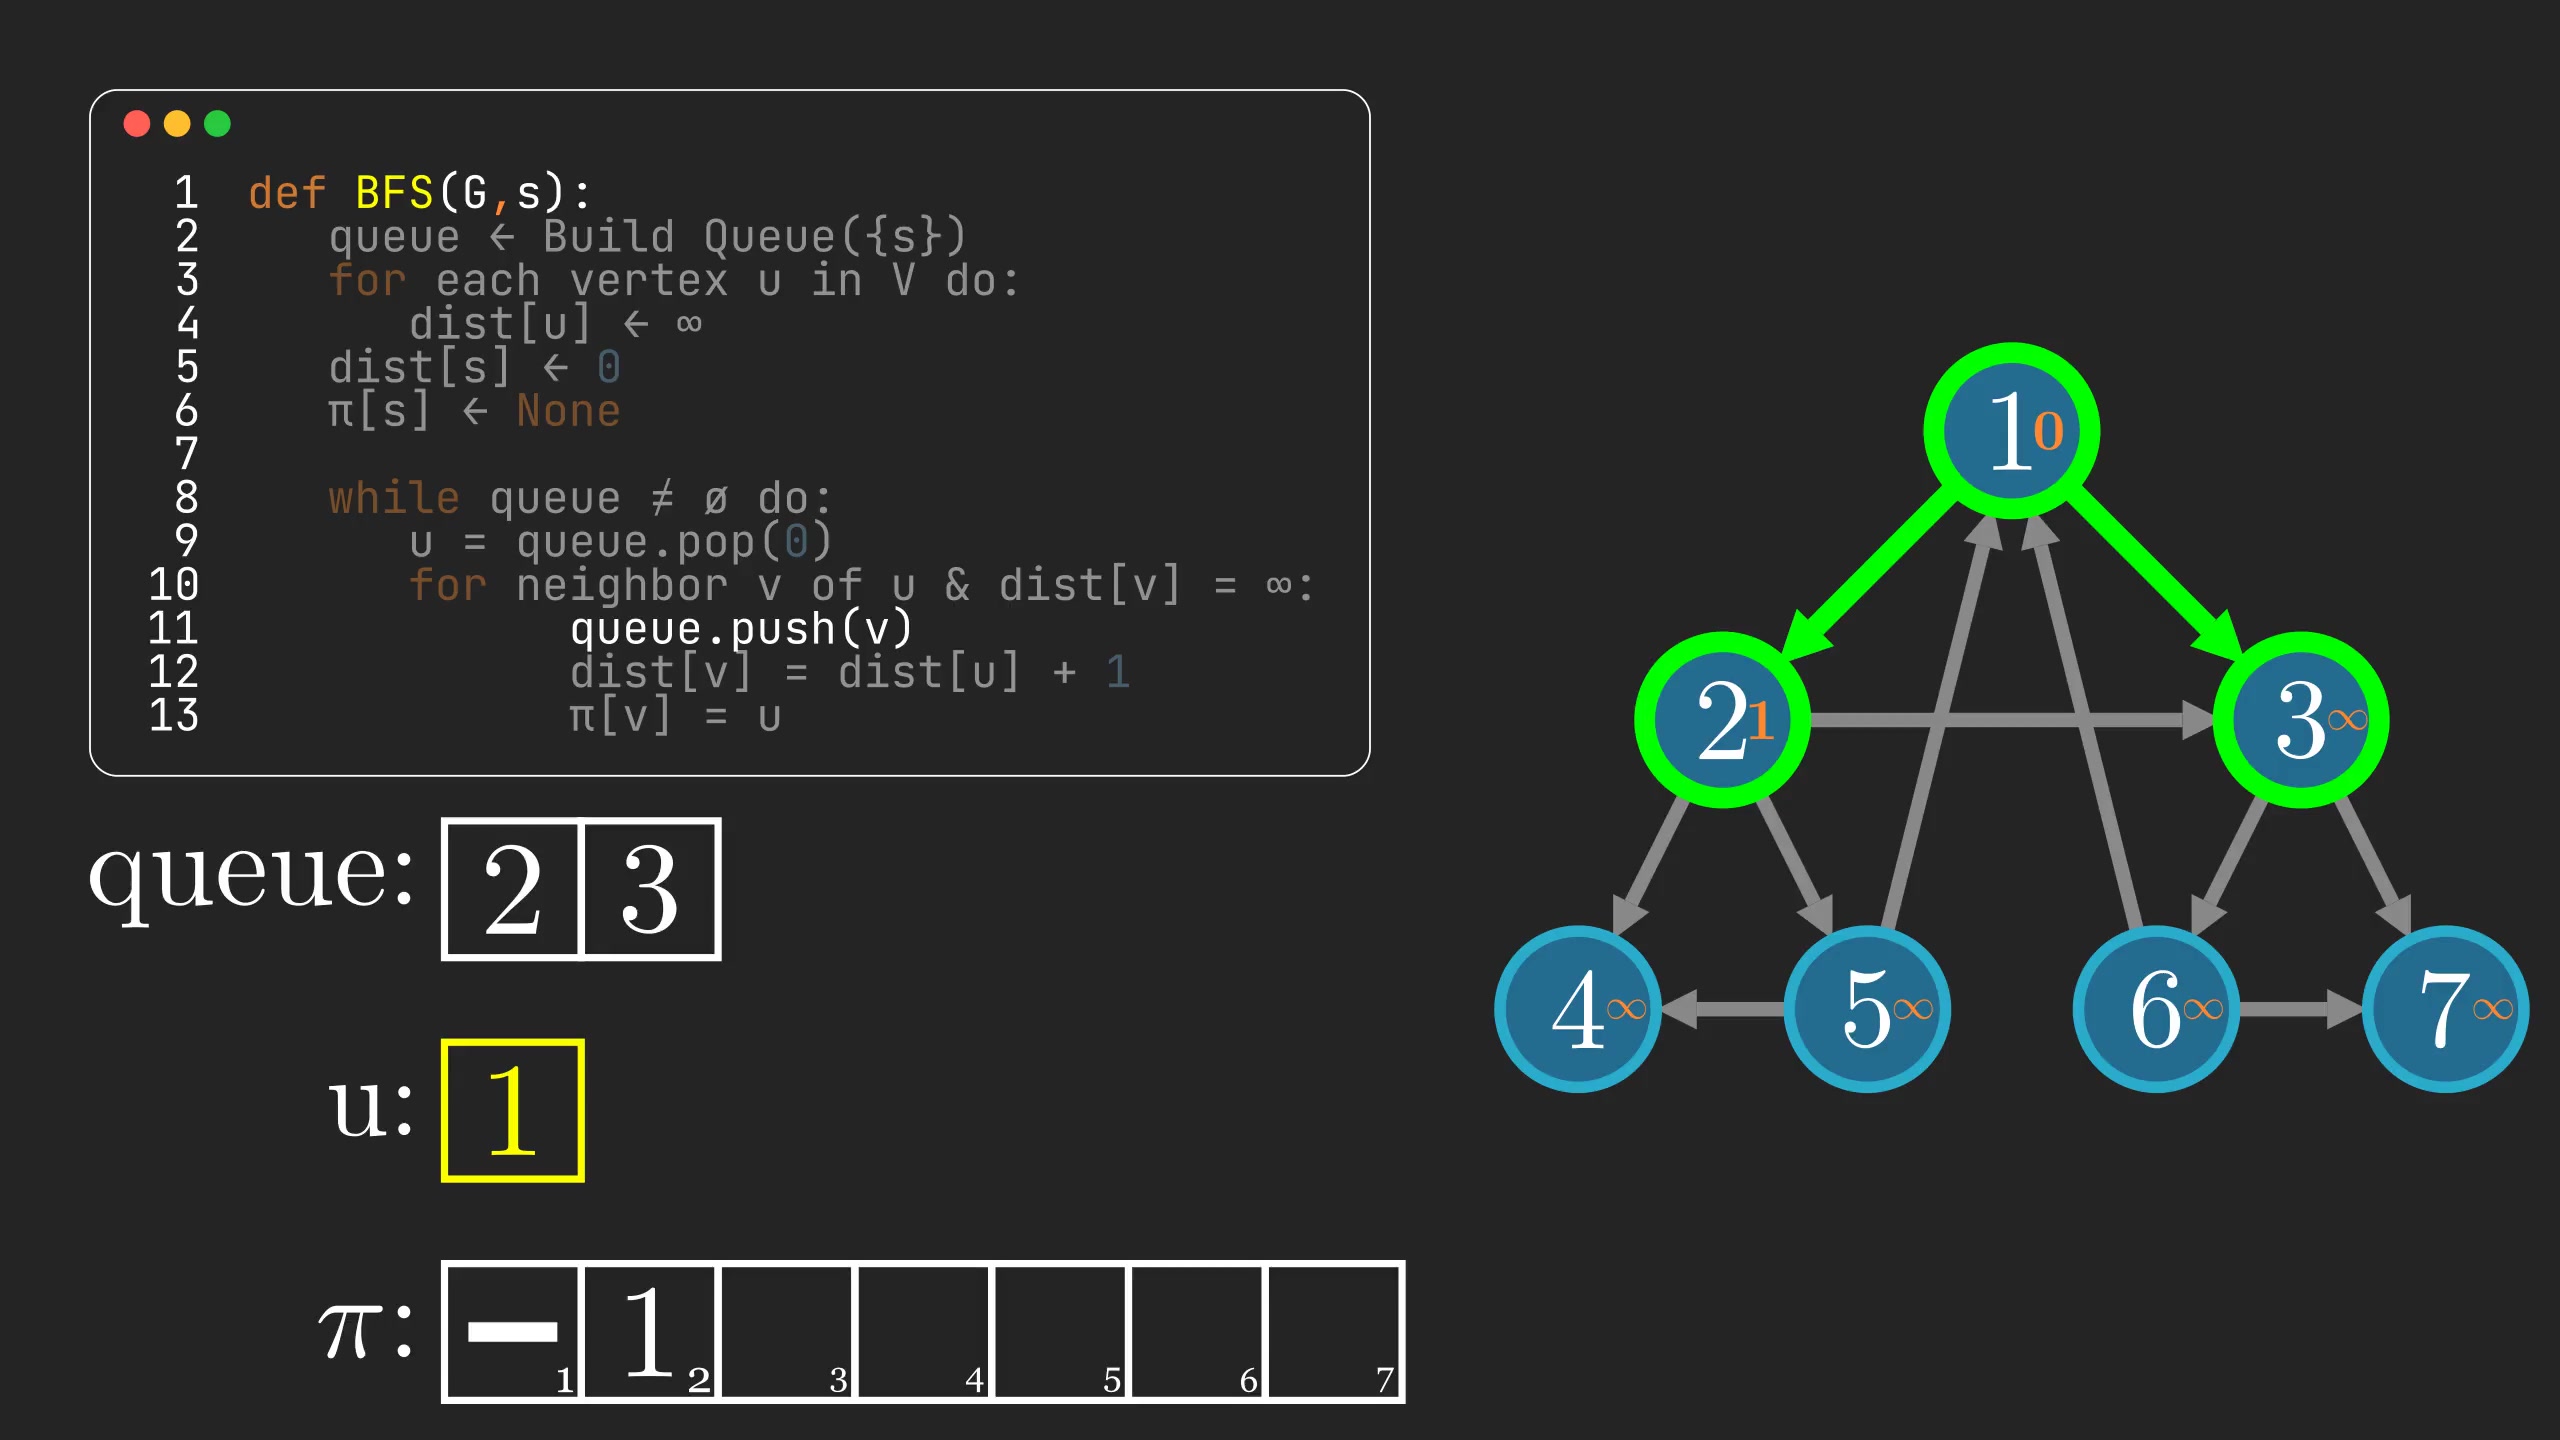 1 def BFS(G,s):
2 queue ← Build Queue({s})
3 for each vertex u in V do:
4 dist[u] ← ∞
5 dist[s] ← 0
6 π[s] ← None
7
8 while queue ≠ ø do:
9 u = queue.pop(0)
10 for neighbor v of u & dist[v] = ∞:
11 queue.push(v)
12 dist[v] = dist[u] + 1
13 π[v] = u
queue: 2 3
u: 1
π: – 1
1 2 3 4 5 6 7
1 0
2 1 3 ∞
4 ∞ 5 ∞ 6 ∞ 7 ∞